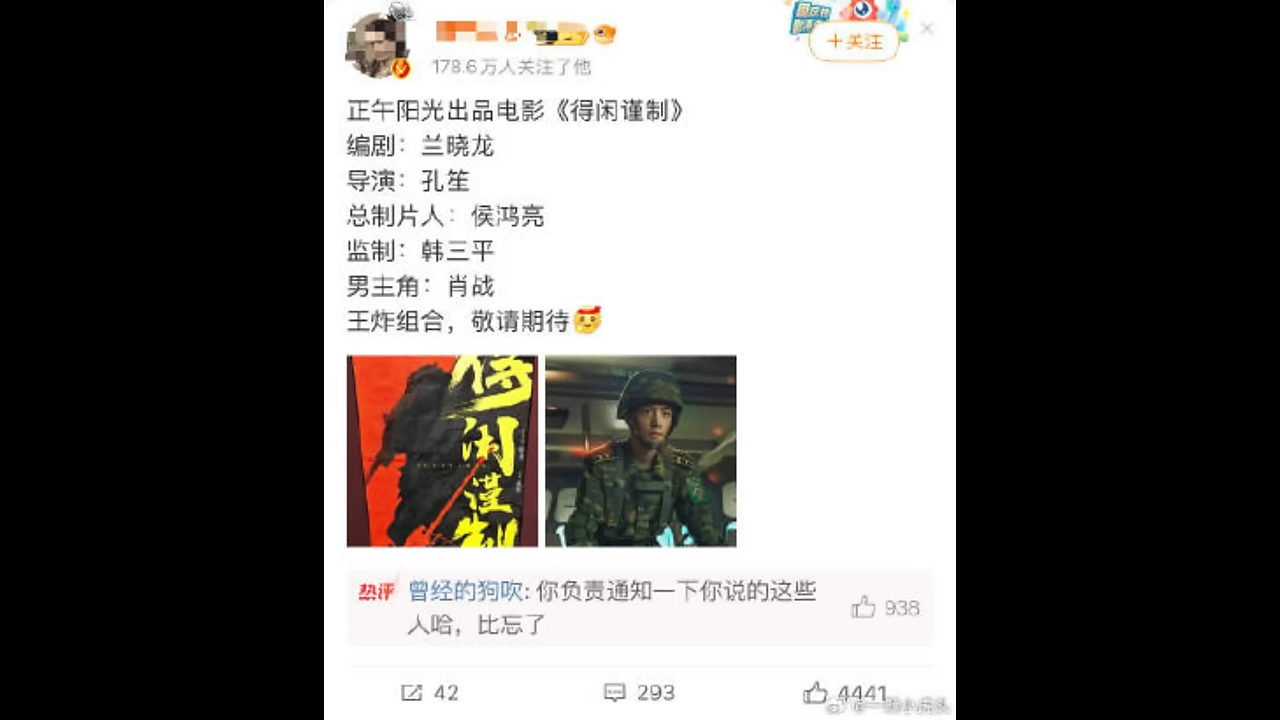 +关注
178.6万人关注了他
正午阳光出品电影《得闲谨制》
编剧：兰晓龙
导演：孔笙
总制片人：侯鸿亮
监制：韩三平
男主角：肖战
王炸组合，敬请期待
得
闲
谨
制
热评 曾经的狗吹: 你负责通知一下你说的这些
人哈，比忘了
938
42
293
4441